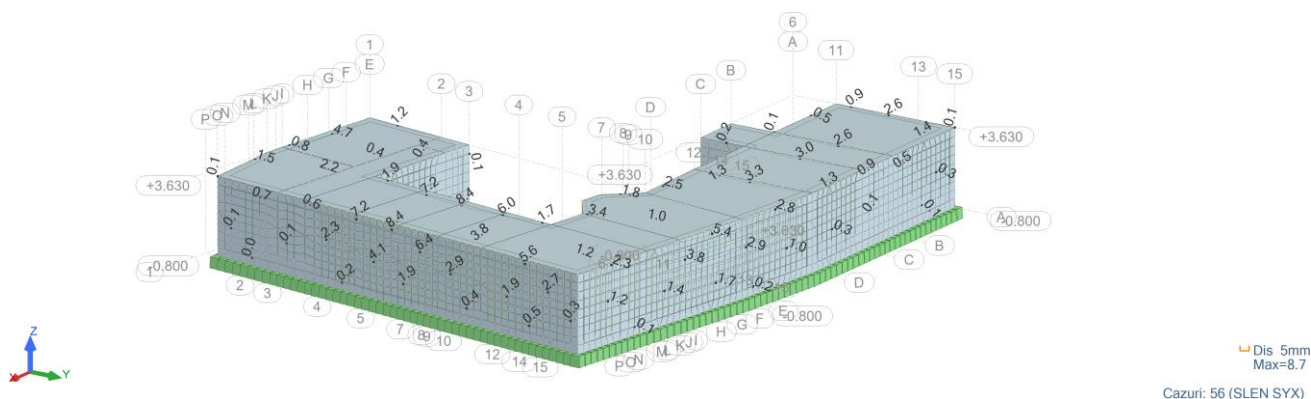 6
A
11
B
C
1
E
F
G
H
I
J
K
L
M
N
O
P
2
3
4
5
D
7
8
9
10
13
15
12
+3.630
+3.630
+3.630
+3.630
-0.800
-0.800
-0.800
0.1
1.5
0.8
4.7
1.2
0.4
0.4
2.2
1.9
0.1
0.7
0.6
7.2
7.2
8.4
8.4
6.0
1.7
3.4
1.8
2.5
1.0
1.3
3.3
3.0
2.6
0.2
0.1
0.5
0.9
2.6
1.4
0.1
0.5
0.9
1.3
2.8
0.3
0.1
0.1
0.3
0.1
0.0
0.1
2.3
4.1
6.4
3.8
5.6
1.2
2.3
3.8
5.4
2.9
1.0
0.2
1.9
2.9
0.4
1.9
2.7
0.5
0.3
1.2
1.4
1.7
0.2
0.1
1
2
3
4
5
7
8
9
10
12
14
15
P
O
N
M
L
K
J
I
H
G
F
E
D
C
B
A
Z
X
Y
Dis 5mm
Max=8.7
Cazuri: 56 (SLEN SYX)